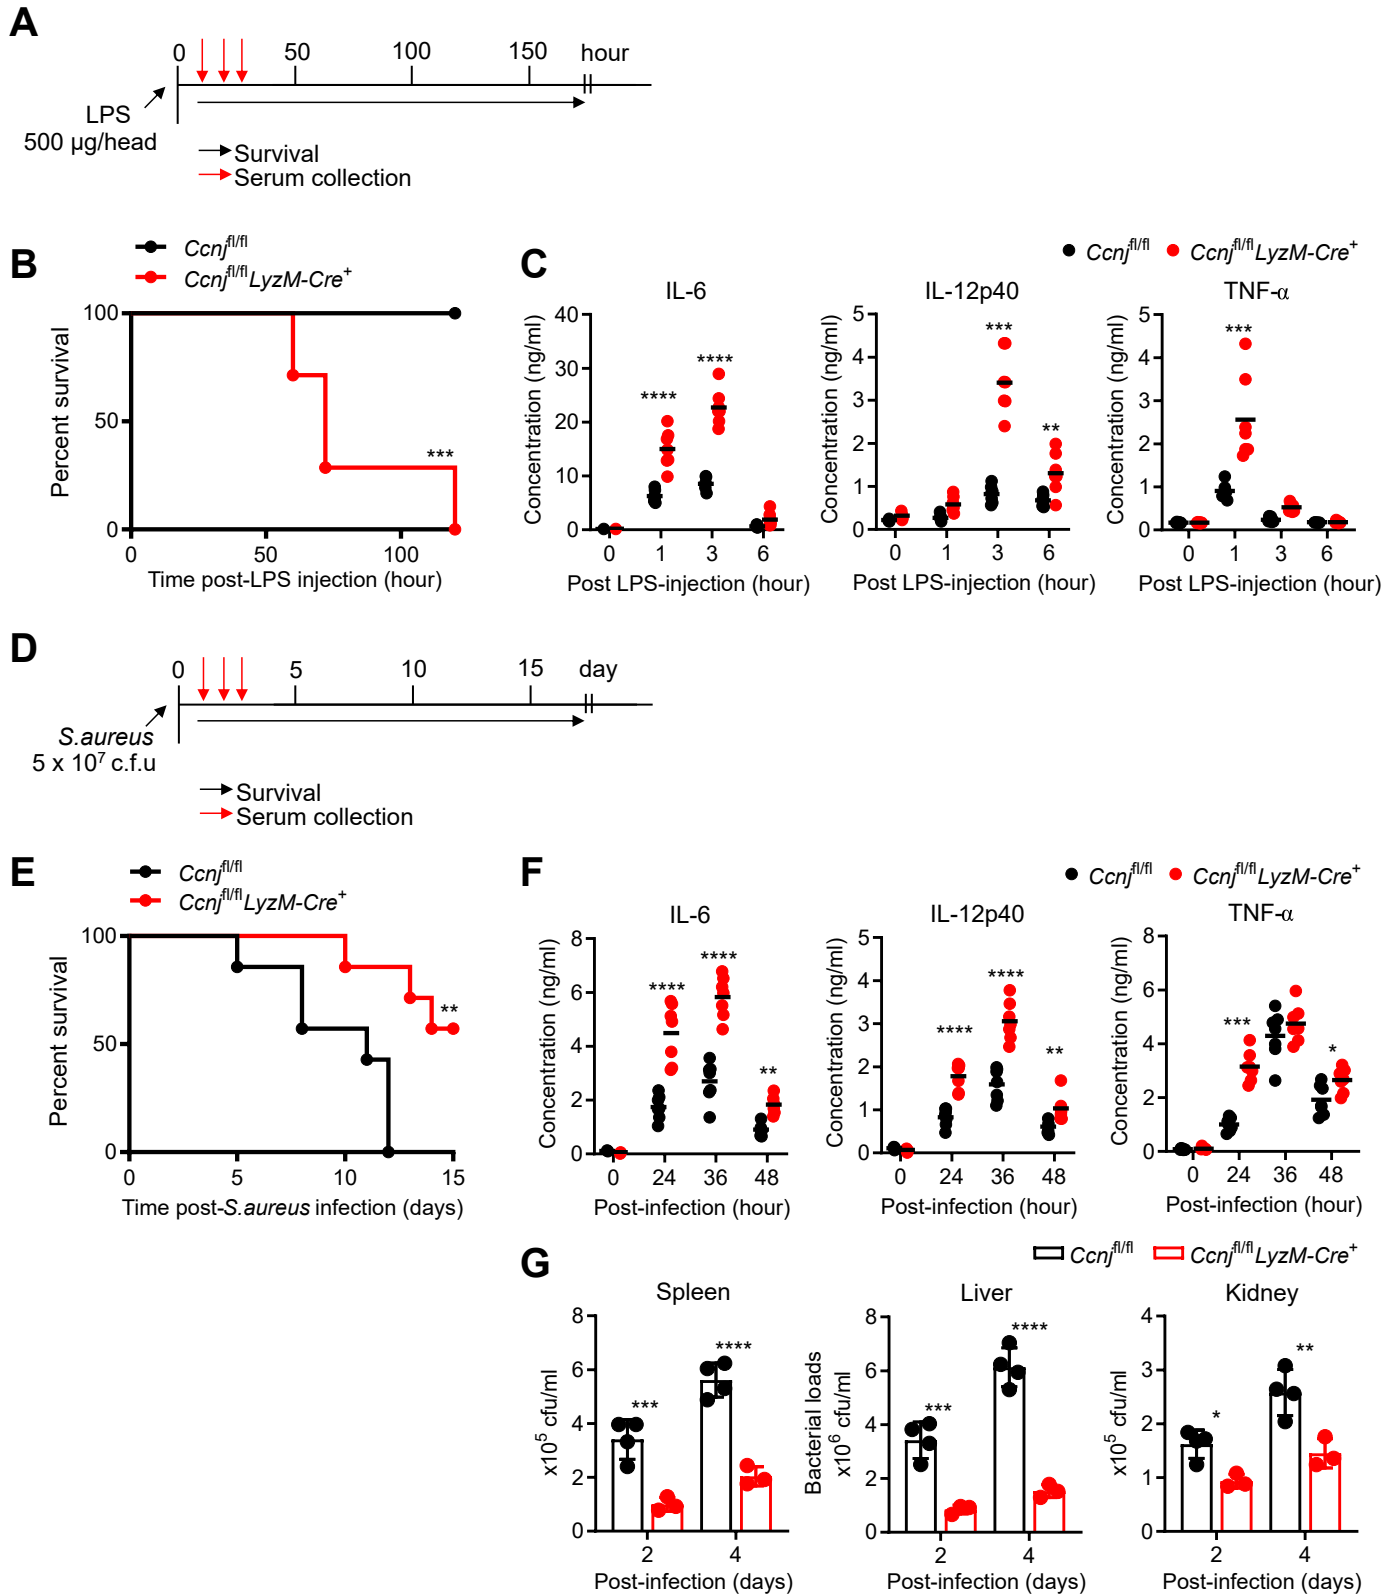 A
0 50 100 150 hour
LPS
500 µg/head
Survival
Serum collection
B
Ccnjfl/fl
Ccnjfl/flLyzM-Cre+
100
50
0
Percent survival
***
0 50 100
Time post-LPS injection (hour)
C
Ccnjfl/fl Ccnjfl/flLyzM-Cre+
IL-6
Concentration (ng/ml)
40
30
20
10
0
**** ****
0 1 3 6
Post LPS-injection (hour)
IL-12p40
Concentration (ng/ml)
5
4
3
2
1
0
*** **
0 1 3 6
Post LPS-injection (hour)
TNF-α
Concentration (ng/ml)
5
4
3
2
1
0
***
0 1 3 6
Post LPS-injection (hour)
D
0 5 10 15 day
S.aureus
5 x 10⁷ c.f.u
Survival
Serum collection
E
Ccnjfl/fl
Ccnjfl/flLyzM-Cre+
100
50
0
Percent survival
**
0 5 10 15
Time post-S.aureus infection (days)
F
Ccnjfl/fl Ccnjfl/flLyzM-Cre+
IL-6
Concentration (ng/ml)
8
6
4
2
0
**** **** **
0 24 36 48
Post-infection (hour)
IL-12p40
Concentration (ng/ml)
5
4
3
2
1
0
**** **** **
0 24 36 48
Post-infection (hour)
TNF-α
Concentration (ng/ml)
8
6
4
2
0
*** *
0 24 36 48
Post-infection (hour)
G
Ccnjfl/fl Ccnjfl/flLyzM-Cre+
Spleen
x10⁵ cfu/ml
8
6
4
2
0
*** ****
2 4
Post-infection (days)
Liver
Bacterial loads
x10⁶ cfu/ml
8
6
4
2
0
*** ****
2 4
Post-infection (days)
Kidney
x10⁵ cfu/ml
4
3
2
1
0
* **
2 4
Post-infection (days)